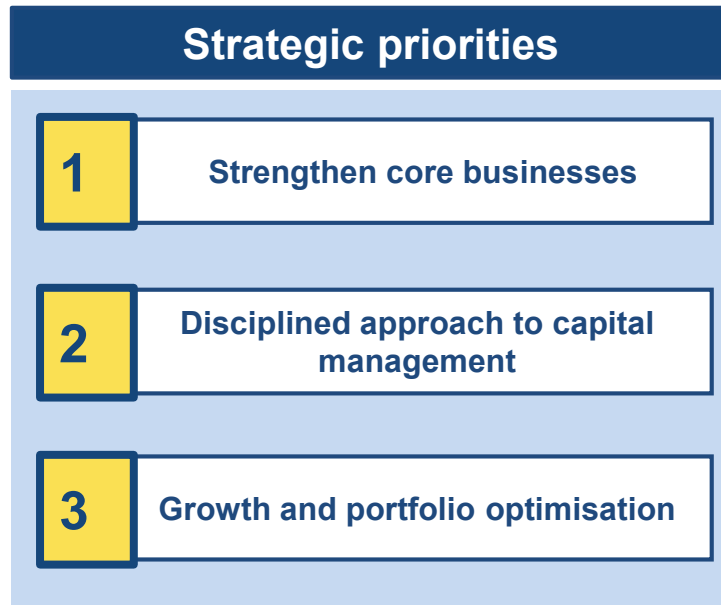 Strategic priorities
1
Strengthen core businesses
2
Disciplined approach to capital
management
3
Growth and portfolio optimisation